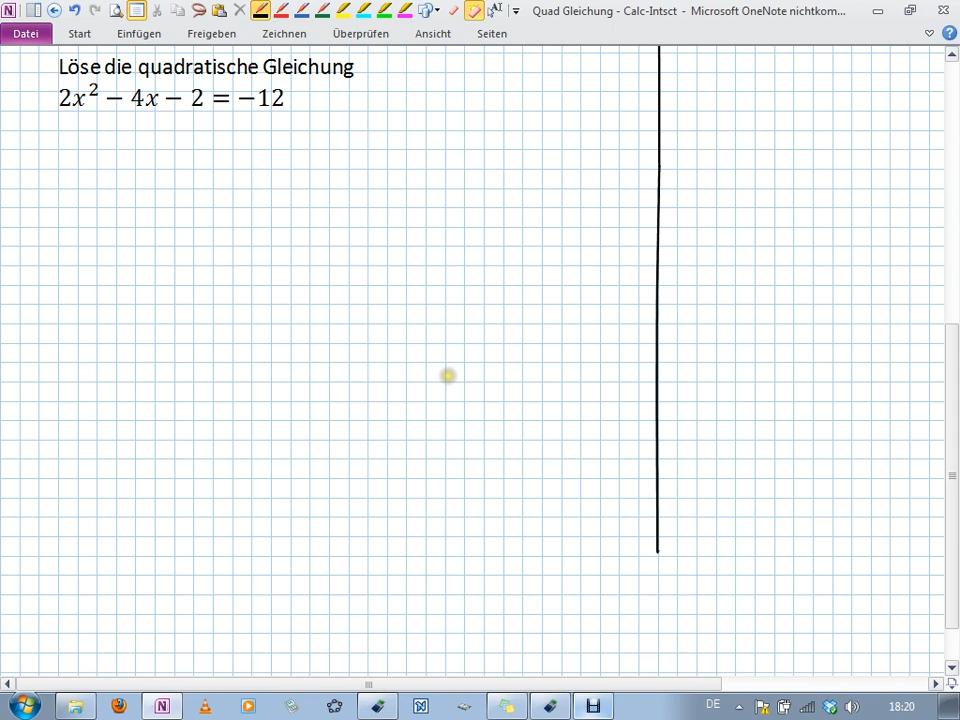 Quad Gleichung - Calc-Intsct - Microsoft OneNote nichtkom...
Datei Start Einfügen Freigeben Zeichnen Überprüfen Ansicht Seiten
Löse die quadratische Gleichung
2x² − 4x − 2 = −12
DE 18:20